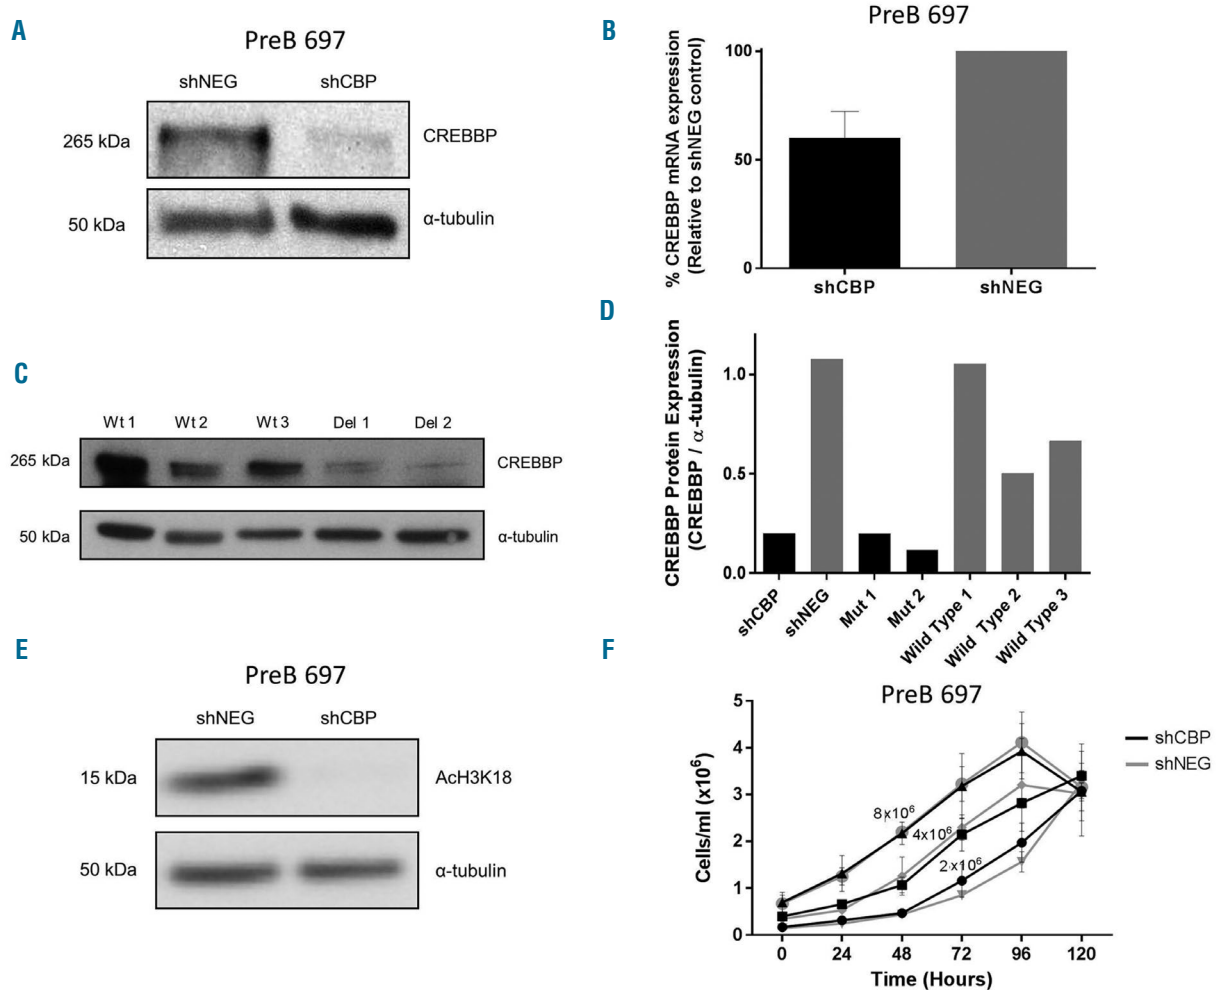 A
PreB 697
shNEG shCBP
265 kDa CREBBP
50 kDa α-tubulin
B
PreB 697
% CREBBP mRNA expression
(Relative to shNEG control)
100
50
0
shCBP shNEG
C
Wt 1 Wt 2 Wt 3 Del 1 Del 2
265 kDa CREBBP
50 kDa α-tubulin
D
CREBBP Protein Expression
(CREBBP / α-tubulin)
1.0
0.5
0.0
shCBP shNEG Mut 1 Mut 2 Wild Type 1 Wild Type 2 Wild Type 3
E
PreB 697
shNEG shCBP
15 kDa AcH3K18
50 kDa α-tubulin
F
PreB 697
Cells/ml (x10⁶)
5
4
3
2
1
0
8x10⁶
4x10⁶
2x10⁶
shCBP
shNEG
0 24 48 72 96 120
Time (Hours)